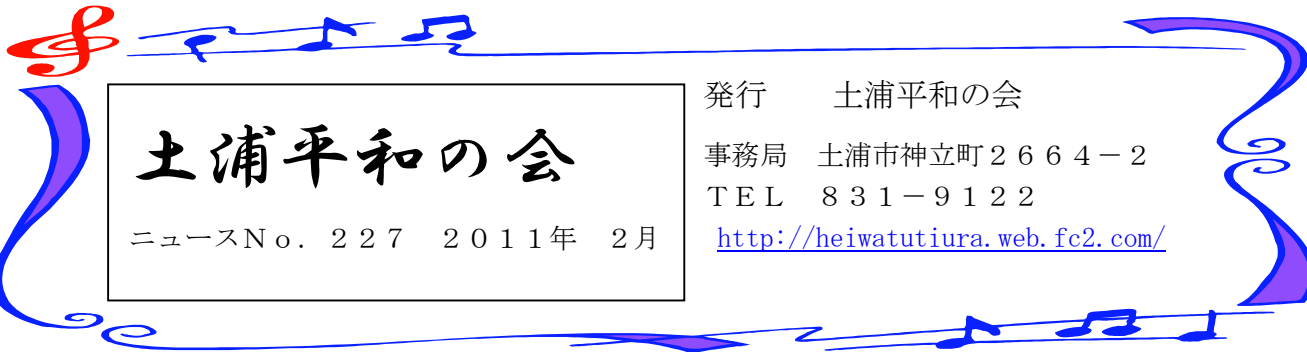 土浦平和の会
ニュースNo．227　2011年　2月
発行　　土浦平和の会
事務局　土浦市神立町2664－2
TEL　831－9122
http://heiwatutiura.web.fc2.com/